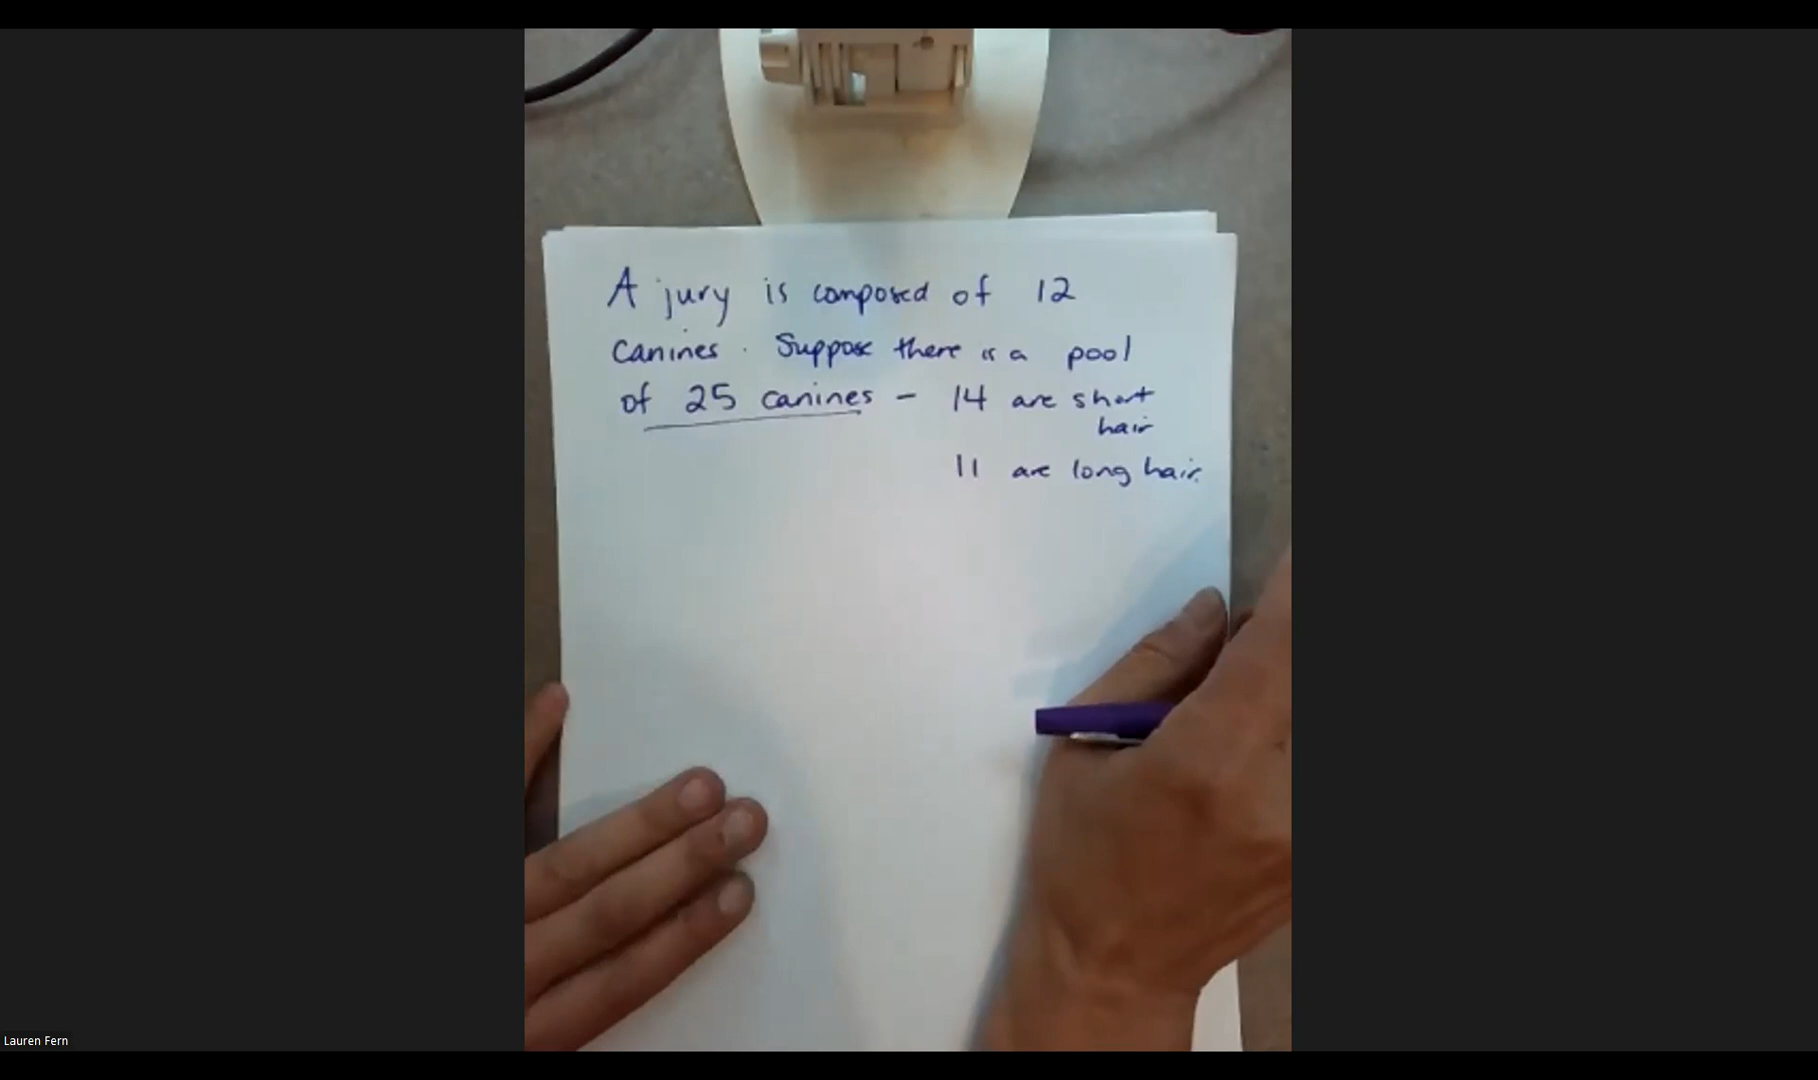 A jury is composed of 12
canines. Suppose there is a pool
of 25 canines - 14 are short
hair
11 are long hair.
Lauren Fern